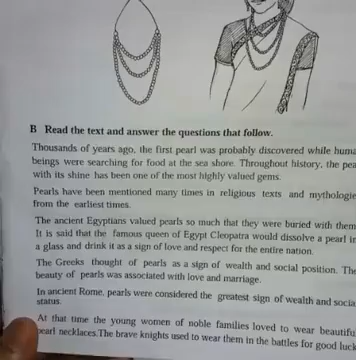 B Read the text and answer the questions that follow.
Thousands of years ago, the first pearl was probably discovered while huma
beings were searching for food at the sea shore. Throughout history, the pea
with its shine has been one of the most highly valued gems.
Pearls have been mentioned many times in religious texts and mythologie
from the earliest times.
The ancient Egyptians valued pearls so much that they were buried with them
It is said that the famous queen of Egypt Cleopatra would dissolve a pearl in
a glass and drink it as a sign of love and respect for the entire nation.
The Greeks thought of pearls as a sign of wealth and social position. The
beauty of pearls was associated with love and marriage.
In ancient Rome, pearls were considered the greatest sign of wealth and socia
status.
At that time the young women of noble families loved to wear beautifu
pearl necklaces.The brave knights used to wear them in the battles for good luck